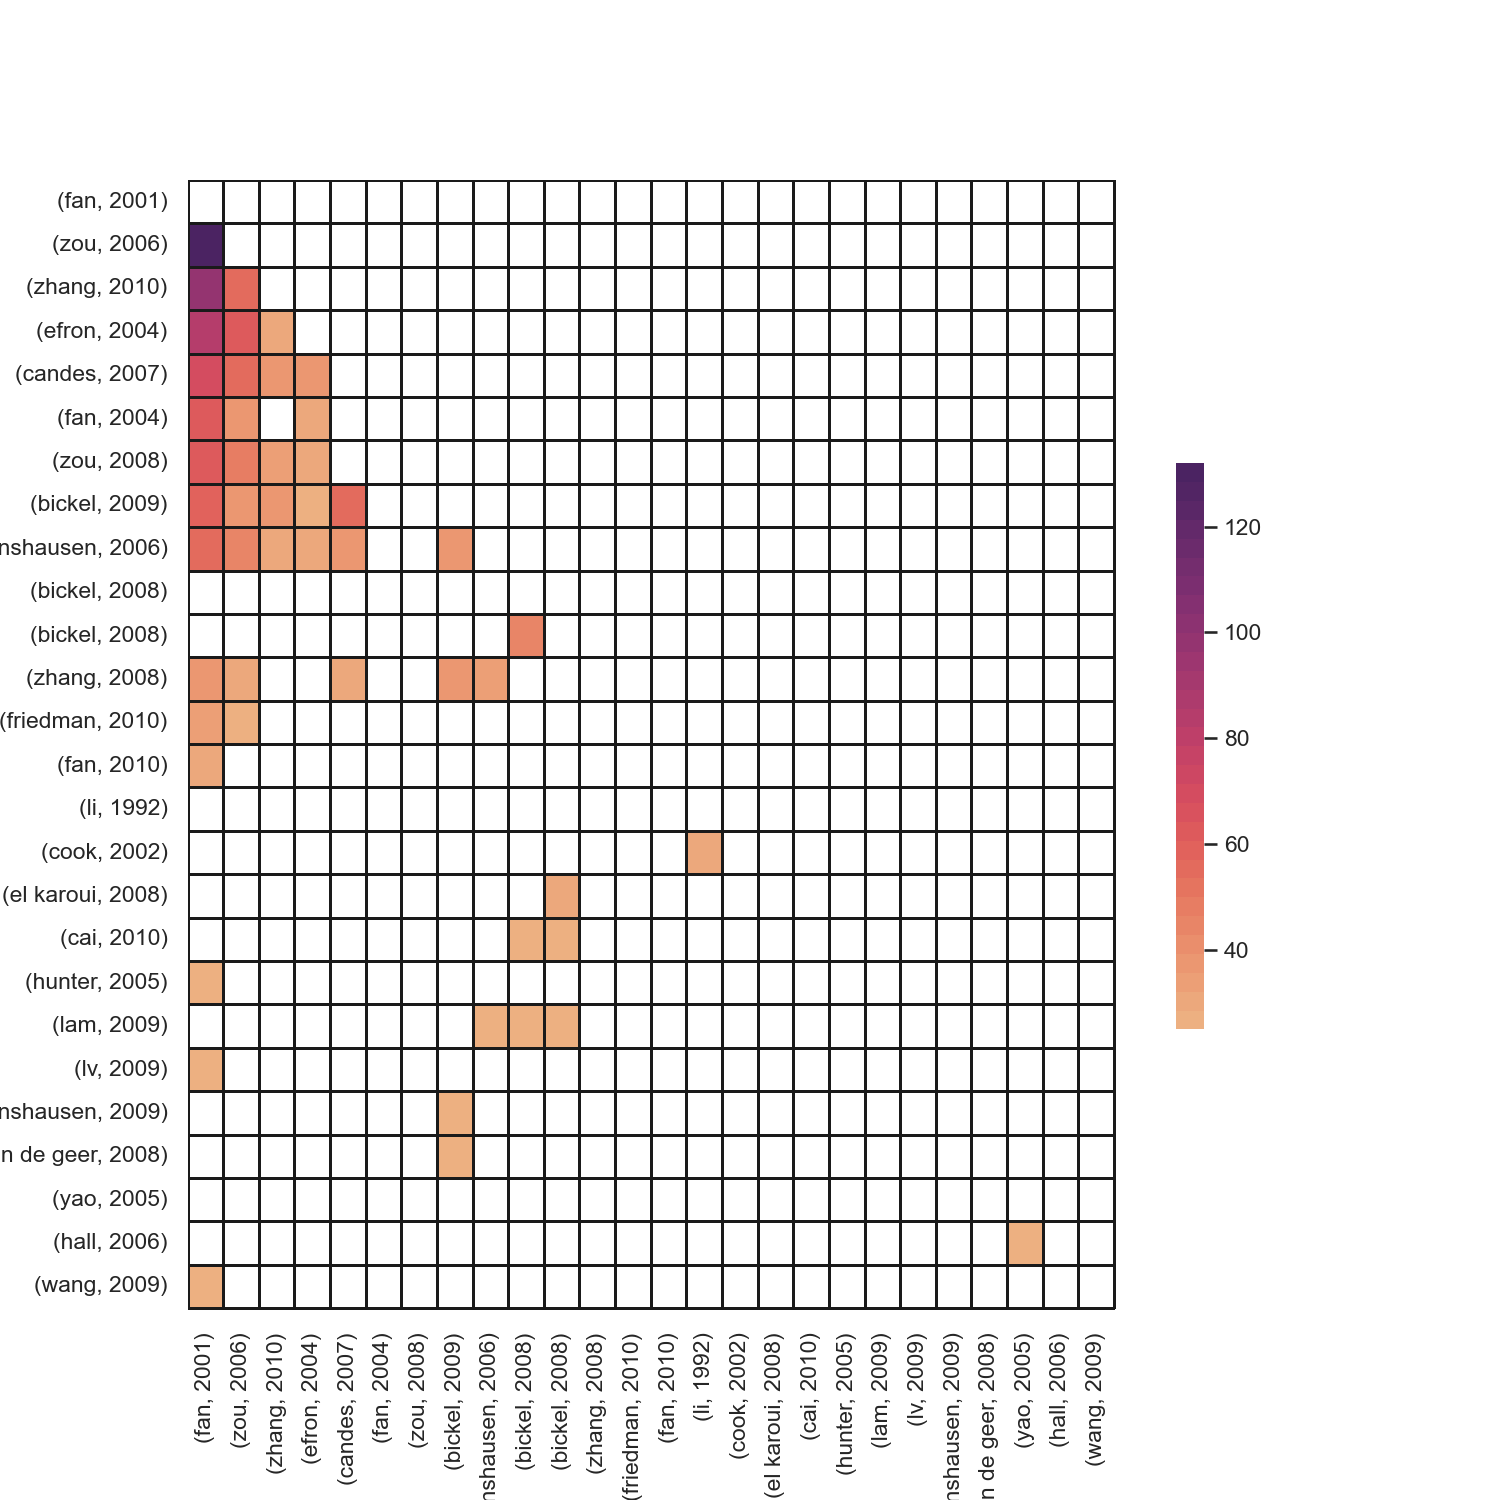 (fan, 2001)
(zou, 2006)
(zhang, 2010)
(efron, 2004)
(candes, 2007)
(fan, 2004)
(zou, 2008)
(bickel, 2009)
nshausen, 2006)
(bickel, 2008)
(bickel, 2008)
(zhang, 2008)
(friedman, 2010)
(fan, 2010)
(li, 1992)
(cook, 2002)
(el karoui, 2008)
(cai, 2010)
(hunter, 2005)
(lam, 2009)
(lv, 2009)
nshausen, 2009)
n de geer, 2008)
(yao, 2005)
(hall, 2006)
(wang, 2009)
120
100
80
60
40
(fan, 2001)
(zou, 2006)
(zhang, 2010)
(efron, 2004)
(candes, 2007)
(fan, 2004)
(zou, 2008)
(bickel, 2009)
nshausen, 2006)
(bickel, 2008)
(bickel, 2008)
(zhang, 2008)
(friedman, 2010)
(fan, 2010)
(li, 1992)
(cook, 2002)
(el karoui, 2008)
(cai, 2010)
(hunter, 2005)
(lam, 2009)
(lv, 2009)
nshausen, 2009)
n de geer, 2008)
(yao, 2005)
(hall, 2006)
(wang, 2009)